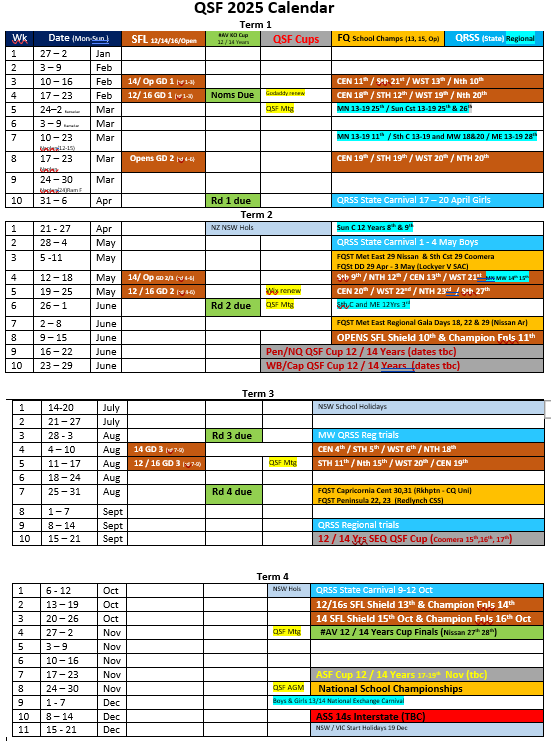 QSF 2025 Calendar
Term 1
Wk Date (Mon-Sun.) SFL 12/14/16/Open #AV KO Cup 12 / 14 Years QSF Cups FQ School Champs (13, 15, Op) QRSS (State) Regional
1 27 – 2 Jan
2 3 – 9 Feb
3 10 – 16 Feb 14/ Op GD 1 CEN 11th / Sth 21st / WST 13th / Nth 10th
4 17 – 23 Feb 12/ 16 GD 1 Noms Due Godaddy renew CEN 18th / STH 12th / WST 19th / Nth 20th
5 24–2 Mar QSF Mtg MN 13-19 25th / Sun Cst 13-19 25th & 26th
6 3 – 9 Mar
7 10 – 23 Mar MN 13-19 11th / Sth C 13-19 and MW 18&20 / ME 13-19 28th
8 17 – 23 Mar Opens GD 2 CEN 19th / STH 19th / WST 20th / NTH 20th
9 24 – 30 Mar
10 31 – 6 Apr Rd 1 due QRSS State Carnival 17 – 20 April Girls
Term 2
1 21 - 27 Apr NZ NSW Hols Sun C 12 Years 8th & 9th
2 28 – 4 May QRSS State Carnival 1 - 4 May Boys
3 5 -11 May FQST Met East 29 Nissan & Sth Cst 29 Coomera
FQSt DD 29 Apr - 3 May (Lockyer V SAC)
4 12 – 18 May 14/ Op GD 2/3 Sth 9th / NTH 12th / CEN 13th / WST 21st MW 14th 15th
5 19 – 25 May 12/ 16 GD 2 renew CEN 20th / WST 22nd / NTH 23rd / Sth 27th
6 26 – 1 June Rd 2 due QSF Mtg Sth C and ME 12Yrs 3rd
7 2 – 8 June FQST Met East Regional Gala Days 18, 22 & 29 (Nissan Ar)
8 9 – 15 June OPENS SFL Shield 10th & Champion Fnls 11th
9 16 – 22 June Pen/NQ QSF Cup 12 / 14 Years (dates tbc)
10 23 – 29 June WB/Cap QSF Cup 12 / 14 Years (dates tbc)
Term 3
1 14-20 July NSW School Holidays
2 21 – 27 July
3 28 - 3 Aug Rd 3 due MW QRSS Reg trials
4 4 – 10 Aug 14 GD 3 CEN 4th / STH 5th / WST 6th / NTH 18th
5 11 – 17 Aug 12 / 16 GD 3 QSF Mtg STH 11th / Nth 15th / WST 20th / CEN 19th
6 18 – 24 Aug
7 25 – 31 Aug Rd 4 due FQST Capricornia Cent 30,31 (Rkhptn - CQ Uni)
FQST Peninsula 22, 23 (Redlynch CSS)
8 1 – 7 Sept
9 8 – 14 Sept QRSS Regional trials
10 15 – 21 Sept 12 / 14 Yrs SEQ QSF Cup (Coomera 15th,16th, 17th)
Term 4
1 6 - 12 Oct NSW Hols QRSS State Carnival 9-12 Oct
2 13 – 19 Oct 12/16s SFL Shield 13th & Champion Fnls 14th
3 20 – 26 Oct 14 SFL Shield 15th Oct & Champion Fnls 16th Oct
4 27 – 2 Nov QSF Mtg #AV 12 / 14 Years Cup Finals (Nissan 27th 28th)
5 3 – 9 Nov
6 10 – 16 Nov
7 17 – 23 Nov ASF Cup 12 / 14 Years 17-19th Nov (tbc)
8 24 – 30 Nov QSF AGM National School Championships
9 1 - 7 Dec Boys & Girls 13/14 National Exchange Carnival
10 8 – 14 Dec ASS 14s Interstate (TBC)
11 15 - 21 Dec NSW / VIC Start Holidays 19 Dec